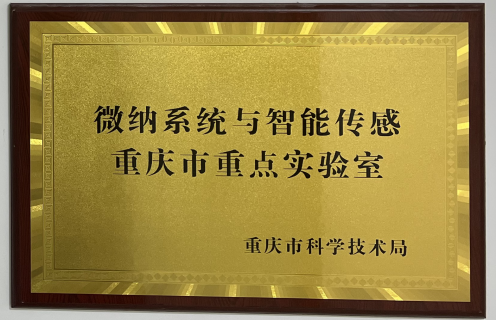 微纳系统与智能传感
重庆市重点实验室
重庆市科学技术局